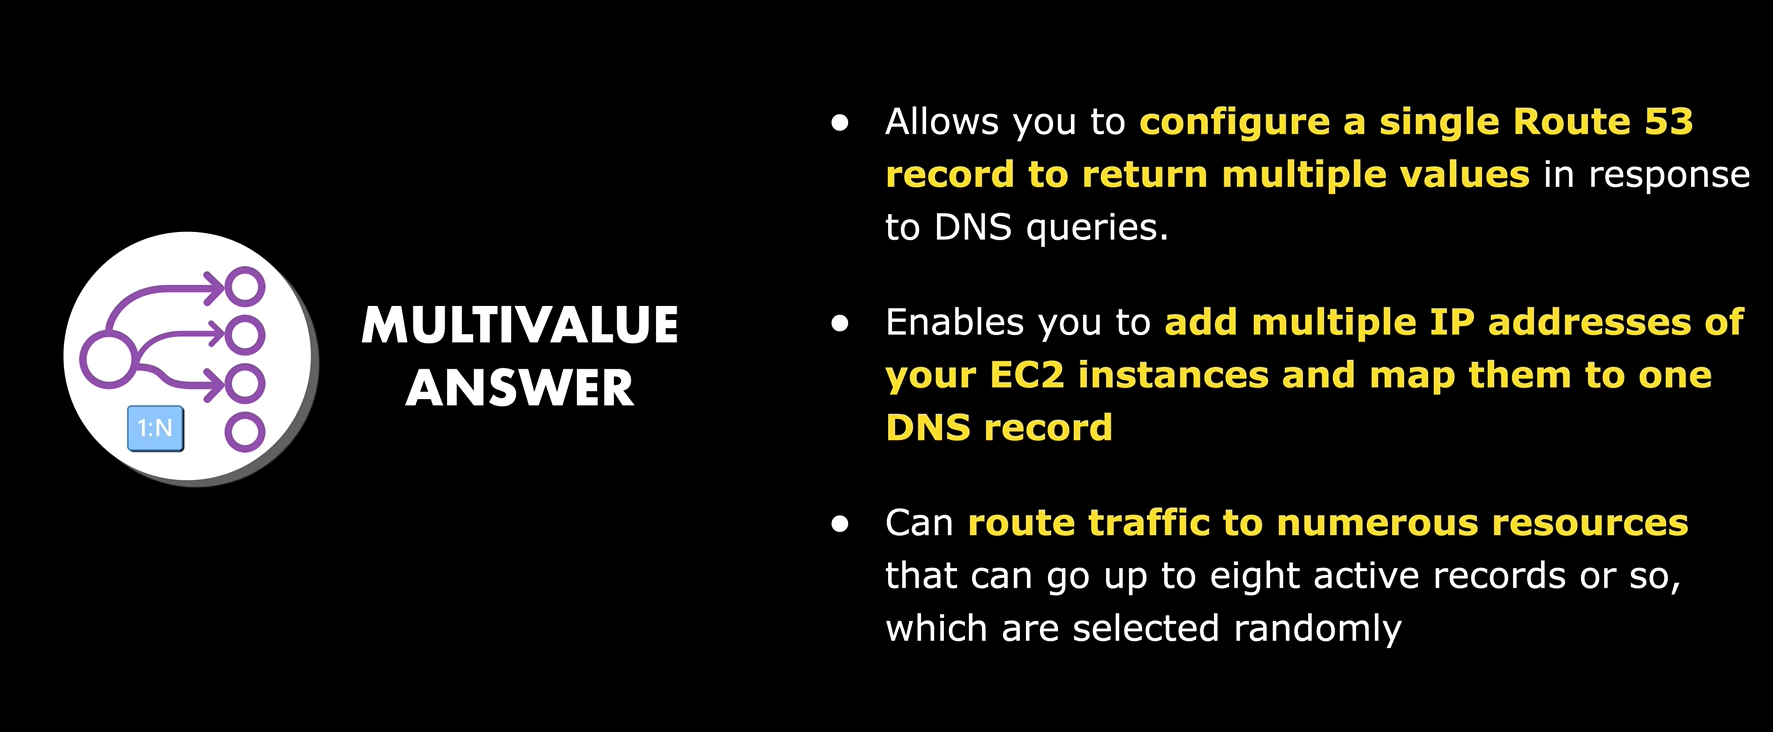 1:N
MULTIVALUE
ANSWER
● Allows you to configure a single Route 53
record to return multiple values in response
to DNS queries.
● Enables you to add multiple IP addresses of
your EC2 instances and map them to one
DNS record
● Can route traffic to numerous resources
that can go up to eight active records or so,
which are selected randomly